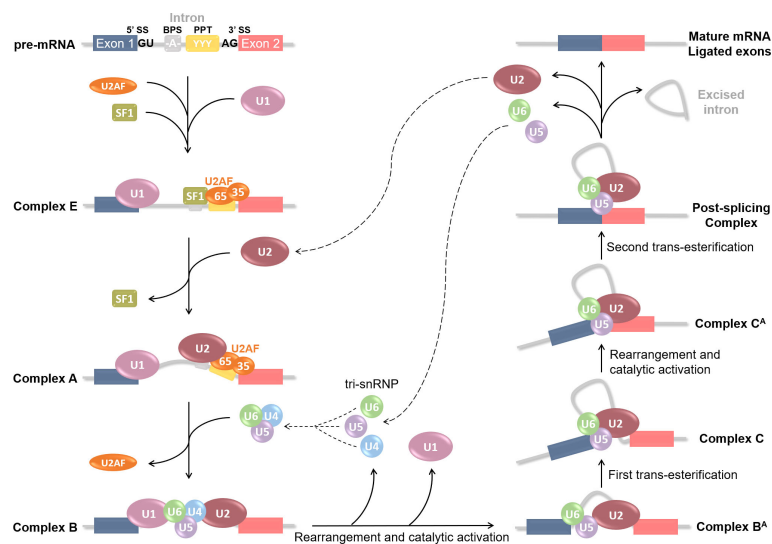 Intron
5' SS BPS PPT 3' SS
pre-mRNA Exon 1 GU -A- YYY AG Exon 2
U2AF
SF1
U1
Complex E U1 SF1 U2AF 65 35
U2
SF1
Complex A U1 U2 U2AF 65 35
tri-snRNP
U6 U4 U5
U6
U5
U4
U1
U2AF
Complex B U1 U6 U4 U5 U2
Rearrangement and catalytic activation
Mature mRNA
Ligated exons
U2
U6
U5
Excised
intron
U6 U2
U5
Post-splicing
Complex
Second trans-esterification
U6 U2
U5
Complex Cᴬ
Rearrangement and
catalytic activation
U6 U2
U5
Complex C
First trans-esterification
U6 U2
U5
Complex Bᴬ